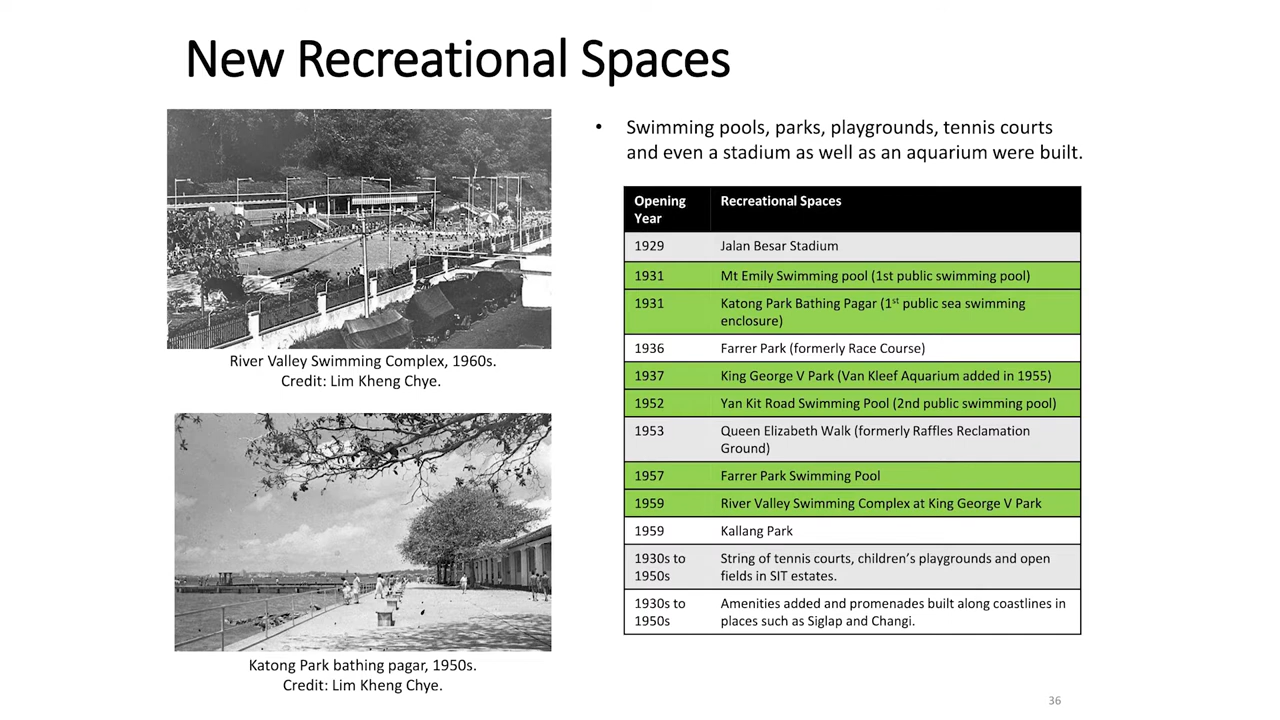 New Recreational Spaces
River Valley Swimming Complex, 1960s.
Credit: Lim Kheng Chye.
Katong Park bathing pagar, 1950s.
Credit: Lim Kheng Chye.
• Swimming pools, parks, playgrounds, tennis courts
and even a stadium as well as an aquarium were built.
Opening Year Recreational Spaces
1929 Jalan Besar Stadium
1931 Mt Emily Swimming pool (1st public swimming pool)
1931 Katong Park Bathing Pagar (1st public sea swimming
enclosure)
1936 Farrer Park (formerly Race Course)
1937 King George V Park (Van Kleef Aquarium added in 1955)
1952 Yan Kit Road Swimming Pool (2nd public swimming pool)
1953 Queen Elizabeth Walk (formerly Raffles Reclamation
Ground)
1957 Farrer Park Swimming Pool
1959 River Valley Swimming Complex at King George V Park
1959 Kallang Park
1930s to 1950s String of tennis courts, children’s playgrounds and open
fields in SIT estates.
1930s to 1950s Amenities added and promenades built along coastlines in
places such as Siglap and Changi.
36